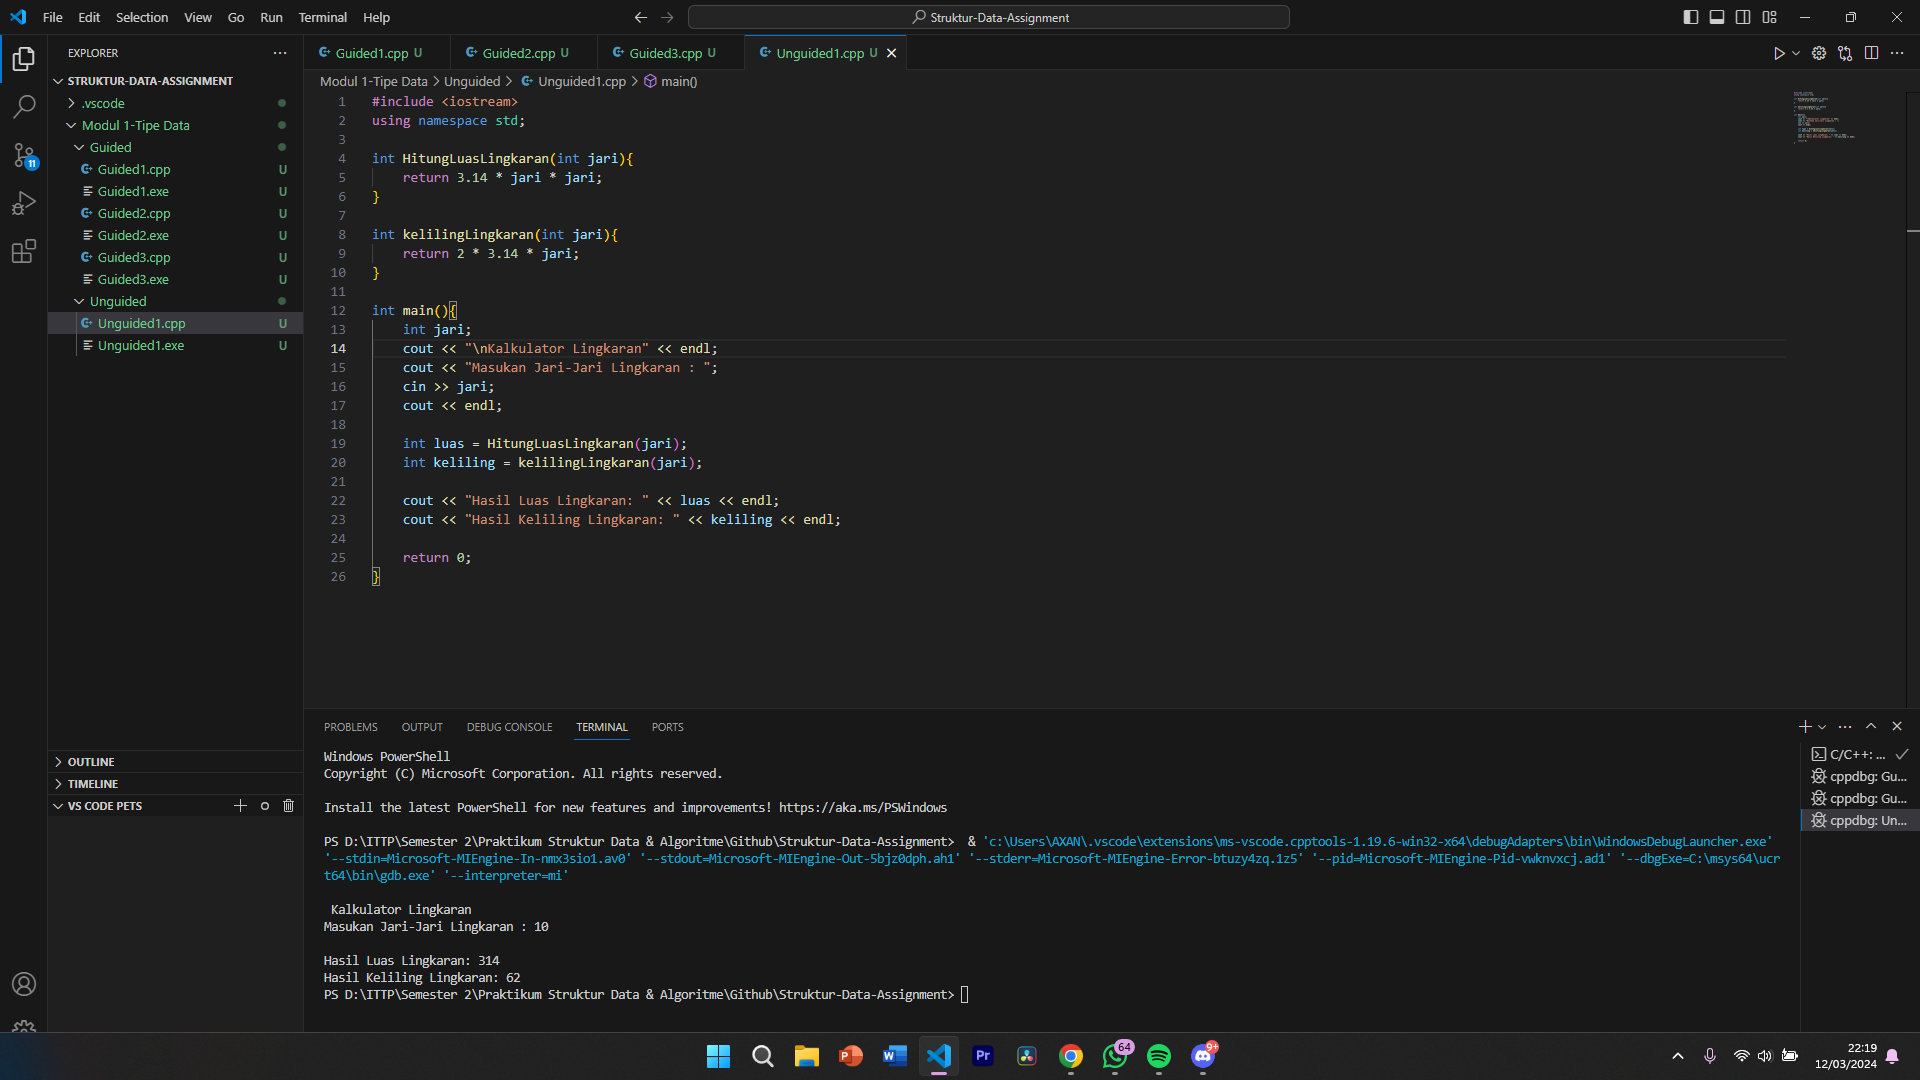 File Edit Selection View Go Run Terminal Help
Struktur-Data-Assignment
EXPLORER
STRUKTUR-DATA-ASSIGNMENT
.vscode
Modul 1-Tipe Data
Guided
Guided1.cpp U
Guided1.exe U
Guided2.cpp U
Guided2.exe U
Guided3.cpp U
Guided3.exe U
Unguided
Unguided1.cpp U
Unguided1.exe U
11
OUTLINE
TIMELINE
VS CODE PETS
Guided1.cpp U Guided2.cpp U Guided3.cpp U Unguided1.cpp U
Modul 1-Tipe Data > Unguided > Unguided1.cpp > main()
1 #include <iostream>
2 using namespace std;
3
4 int HitungLuasLingkaran(int jari){
5 return 3.14 * jari * jari;
6 }
7
8 int kelilingLingkaran(int jari){
9 return 2 * 3.14 * jari;
10 }
11
12 int main(){
13 int jari;
14 cout << "\nKalkulator Lingkaran" << endl;
15 cout << "Masukan Jari-Jari Lingkaran : ";
16 cin >> jari;
17 cout << endl;
18
19 int luas = HitungLuasLingkaran(jari);
20 int keliling = kelilingLingkaran(jari);
21
22 cout << "Hasil Luas Lingkaran: " << luas << endl;
23 cout << "Hasil Keliling Lingkaran: " << keliling << endl;
24
25 return 0;
26 }
PROBLEMS OUTPUT DEBUG CONSOLE TERMINAL PORTS
Windows PowerShell
Copyright (C) Microsoft Corporation. All rights reserved.
Install the latest PowerShell for new features and improvements! https://aka.ms/PSWindows
PS D:\ITTP\Semester 2\Praktikum Struktur Data & Algoritme\Github\Struktur-Data-Assignment> & 'c:\Users\AXAN\.vscode\extensions\ms-vscode.cpptools-1.19.6-win32-x64\debugAdapters\bin\WindowsDebugLauncher.exe'
'--stdin=Microsoft-MIEngine-In-nmx3sio1.av0' '--stdout=Microsoft-MIEngine-Out-5bjz0dph.ah1' '--stderr=Microsoft-MIEngine-Error-btuzy4zq.1z5' '--pid=Microsoft-MIEngine-Pid-vwknvxcj.ad1' '--dbgExe=C:\msys64\ucr
t64\bin\gdb.exe' '--interpreter=mi'
Kalkulator Lingkaran
Masukan Jari-Jari Lingkaran : 10
Hasil Luas Lingkaran: 314
Hasil Keliling Lingkaran: 62
PS D:\ITTP\Semester 2\Praktikum Struktur Data & Algoritme\Github\Struktur-Data-Assignment>
C/C++: ...
cppdbg: Gu...
cppdbg: Gu...
cppdbg: Un...
64
9+
22:19
12/03/2024